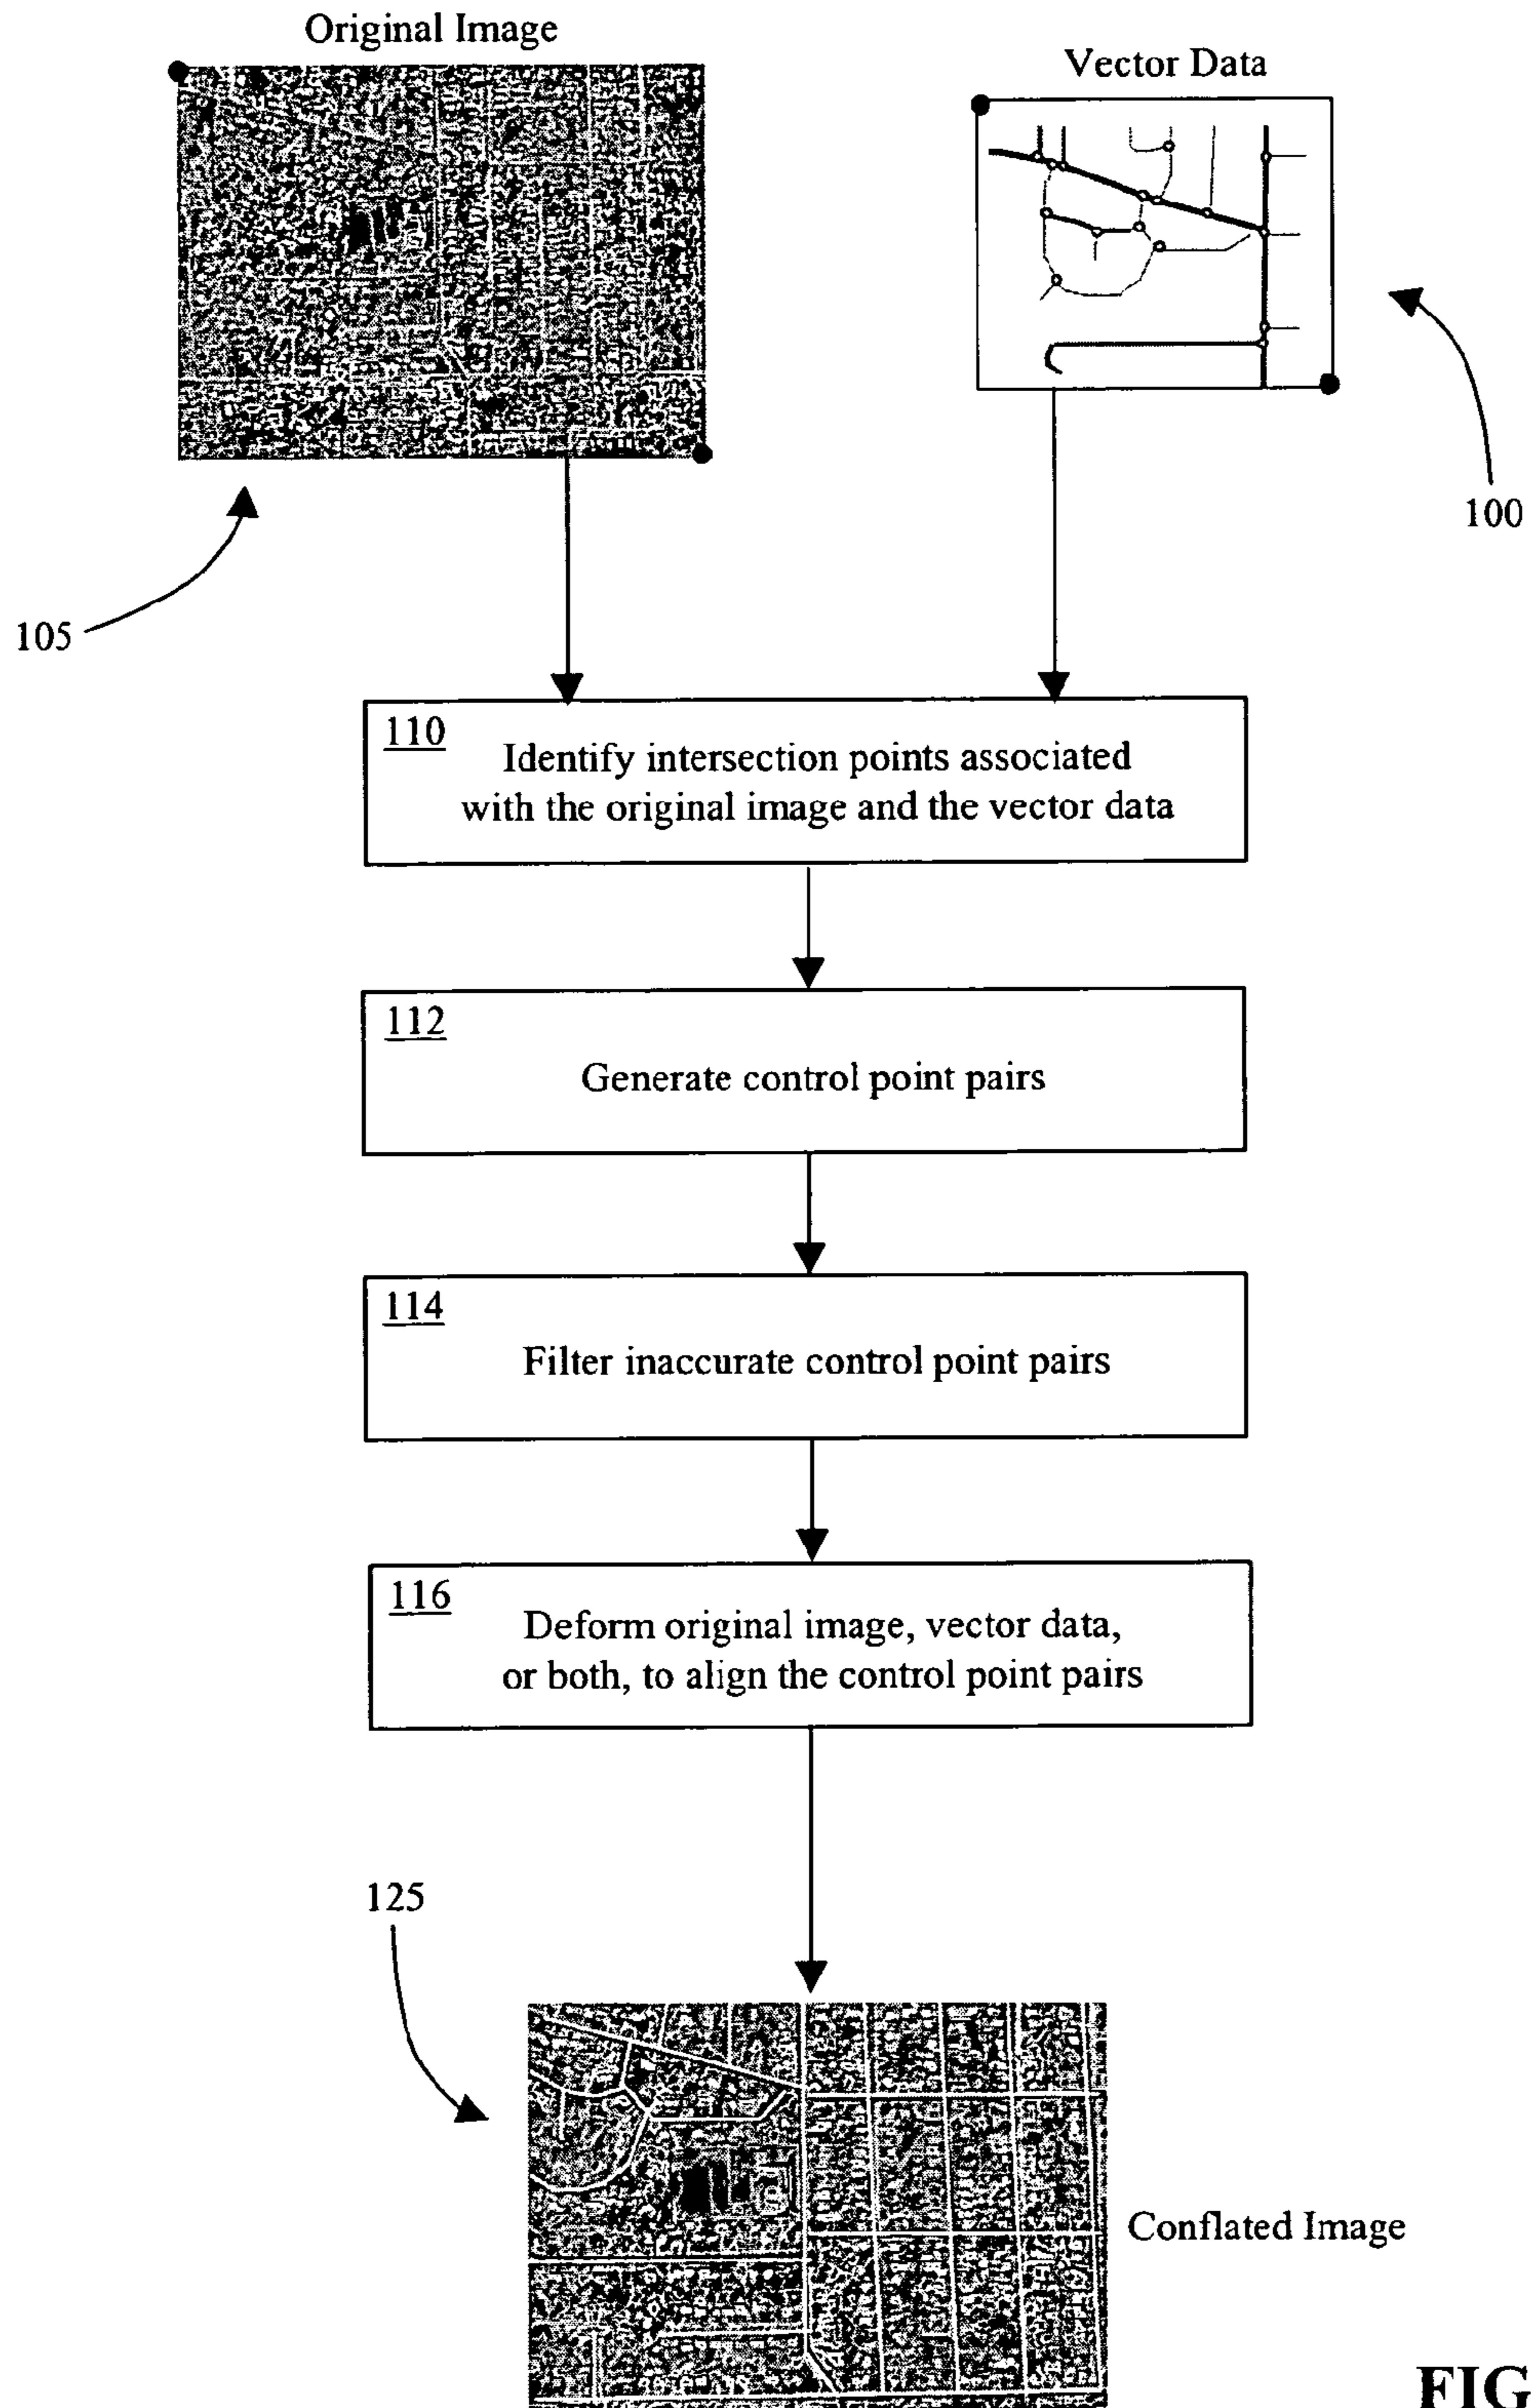 Original Image
Vector Data
100
105
110
Identify intersection points associated
with the original image and the vector data
112
Generate control point pairs
114
Filter inaccurate control point pairs
116
Deform original image, vector data,
or both, to align the control point pairs
125
Conflated Image
FIG